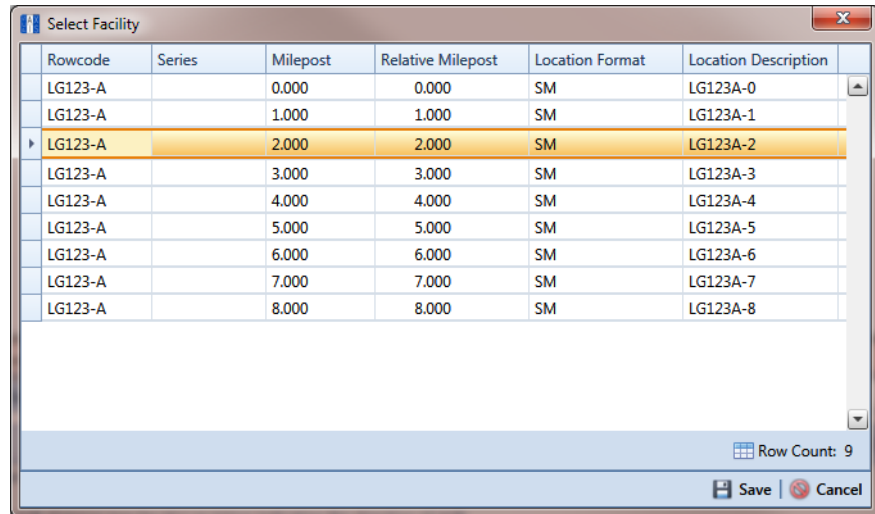 Select Facility
Rowcode Series Milepost Relative Milepost Location Format Location Description
LG123-A 0.000 0.000 SM LG123A-0
LG123-A 1.000 1.000 SM LG123A-1
LG123-A 2.000 2.000 SM LG123A-2
LG123-A 3.000 3.000 SM LG123A-3
LG123-A 4.000 4.000 SM LG123A-4
LG123-A 5.000 5.000 SM LG123A-5
LG123-A 6.000 6.000 SM LG123A-6
LG123-A 7.000 7.000 SM LG123A-7
LG123-A 8.000 8.000 SM LG123A-8
Row Count: 9
Save | Cancel